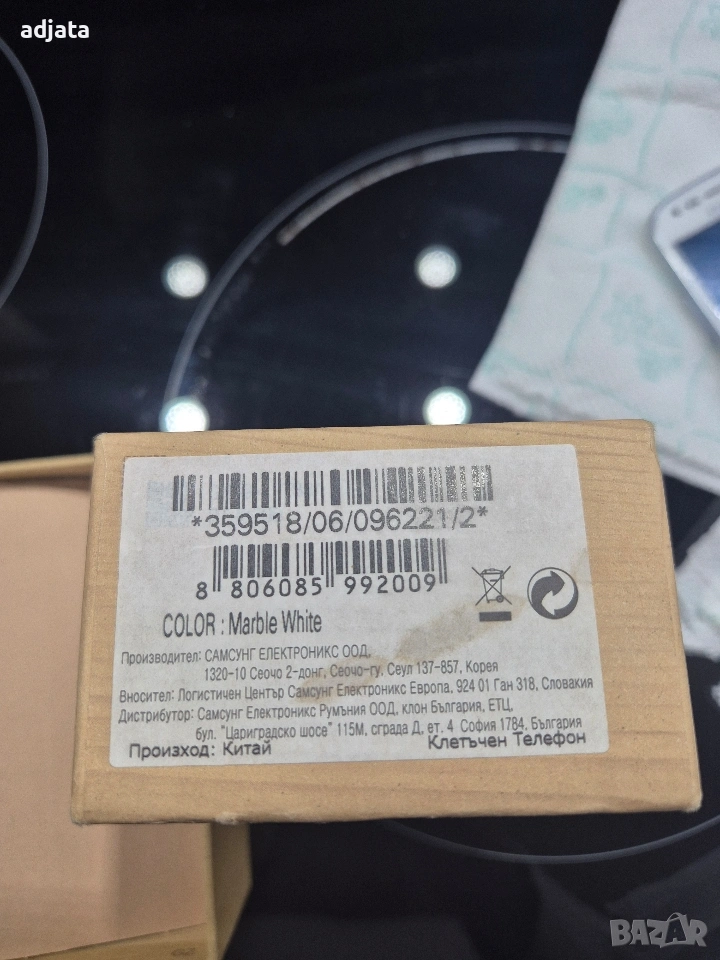 adjata
*359518/06/096221/2*
8 806085 992009
COLOR : Marble White
Производител: САМСУНГ ЕЛЕКТРОНИКС ООД,
1320-10 Сеочо 2-донг, Сеочо-гу, Сеул 137-857, Корея
Вносител: Логистичен Център Самсунг Електроникс Европа, 924 01 Ган 318, Словакия
Дистрибутор: Самсунг Електроникс Румъния ООД, клон България, ЕТЦ,
бул. "Цариградско шосе" 115М, сграда Д, ет. 4 София 1784, България
Произход: Китай Клетъчен Телефон
BAZAR